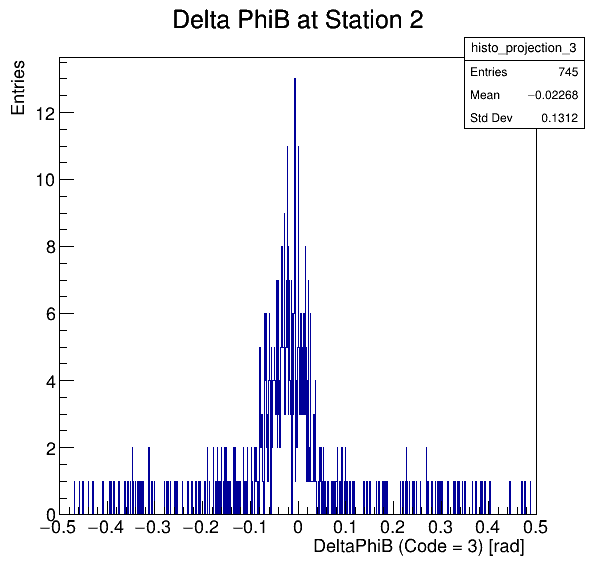 Delta PhiB at Station 2
histo_projection_3
Entries 745
Mean −0.02268
Std Dev 0.1312
Entries
12
10
8
6
4
2
0
−0.5 −0.4 −0.3 −0.2 −0.1 0 0.1 0.2 0.3 0.4 0.5
DeltaPhiB (Code = 3) [rad]